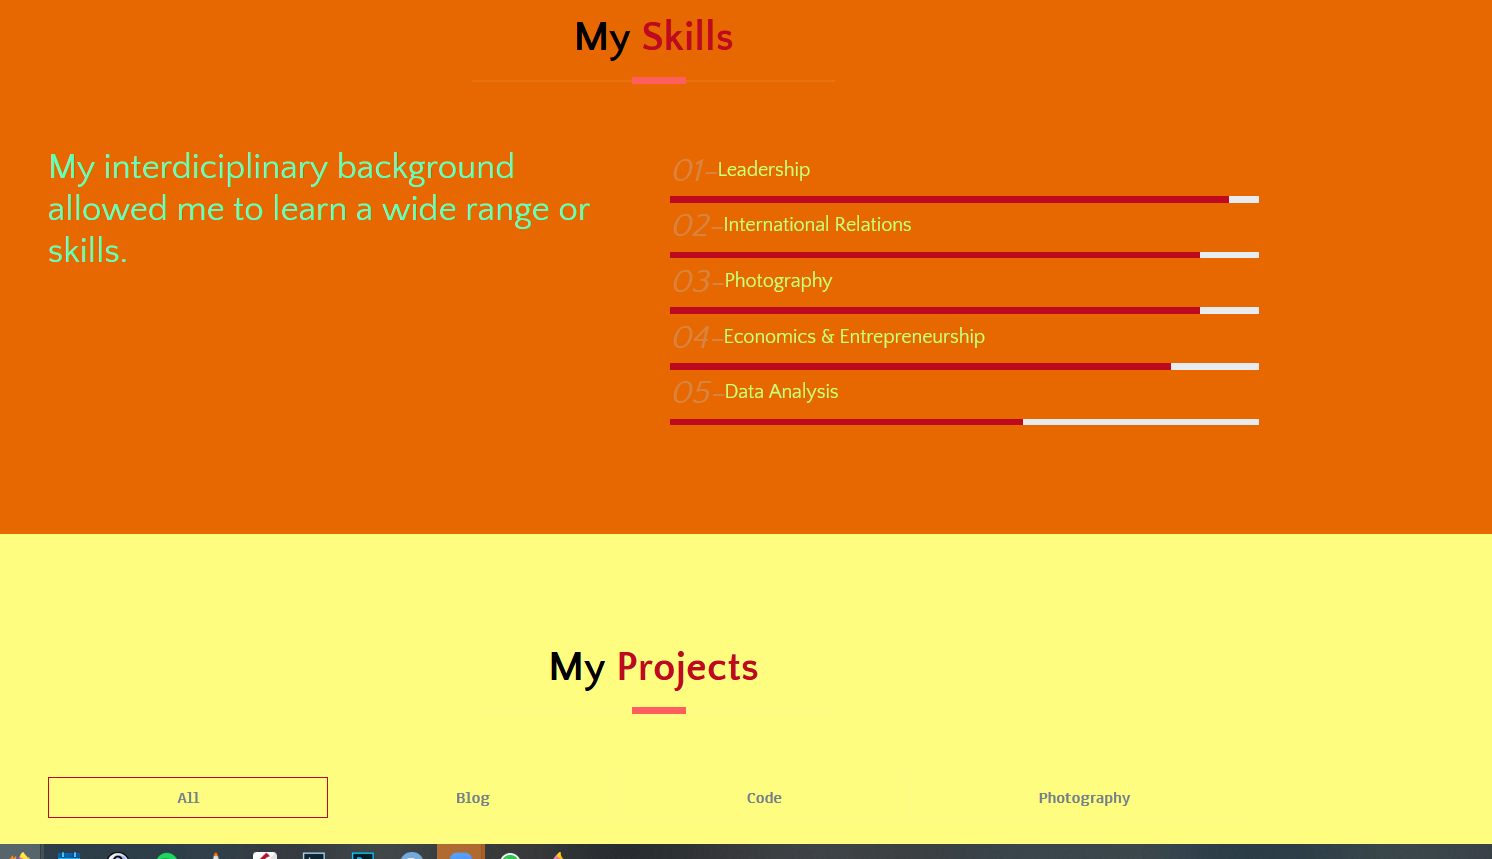 My Skills
My interdiciplinary background
allowed me to learn a wide range or
skills.
01-Leadership
02-International Relations
03-Photography
04-Economics & Entrepreneurship
05-Data Analysis
My Projects
All
Blog
Code
Photography